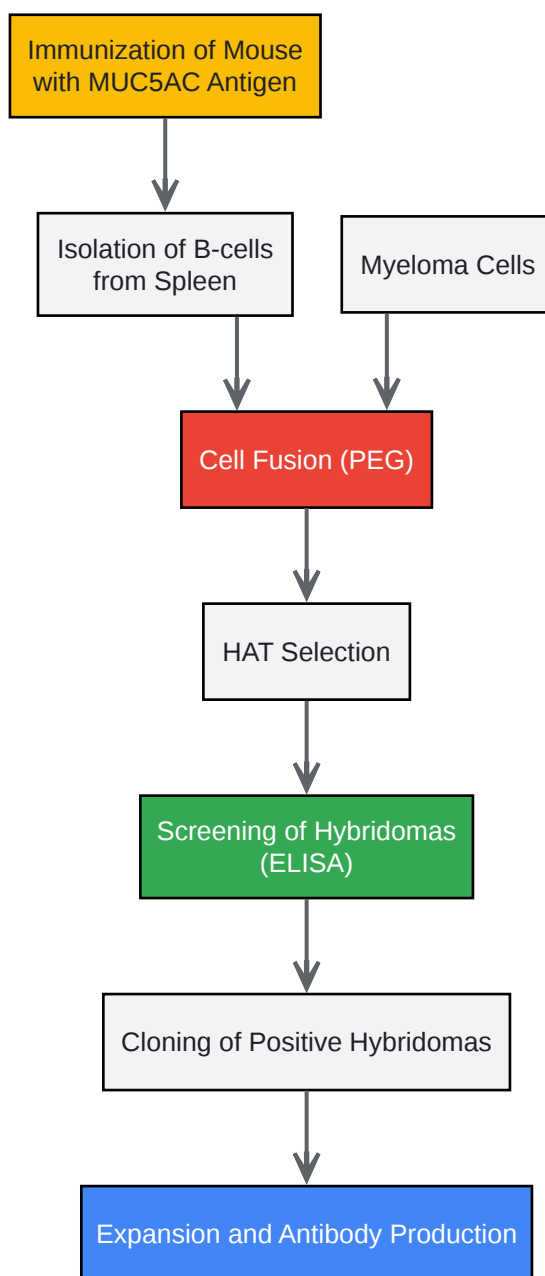 Immunization of Mouse
with MUC5AC Antigen
Isolation of B-cells
from Spleen
Myeloma Cells
Cell Fusion (PEG)
HAT Selection
Screening of Hybridomas
(ELISA)
Cloning of Positive Hybridomas
Expansion and Antibody Production